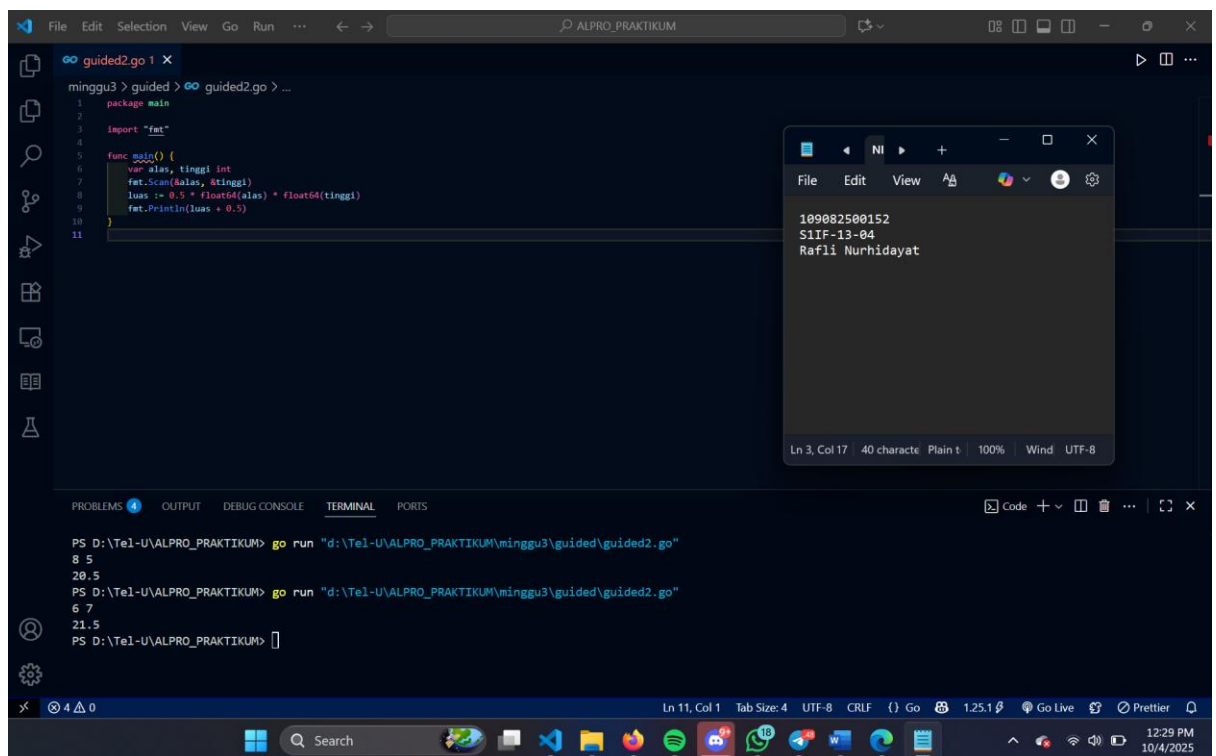 File Edit Selection View Go Run ... ← → ALPRO_PRAKTIKUM
guided2.go 1 ×
minggu3 > guided > guided2.go > ...
1 package main
2
3 import "fmt"
4
5 func main() {
6 var alas, tinggi int
7 fmt.Scan(&alas, &tinggi)
8 luas := 0.5 * float64(alas) * float64(tinggi)
9 fmt.Println(luas + 0.5)
10 }
11
NI
File Edit View
109082500152
S1IF-13-04
Rafli Nurhidayat
Ln 3, Col 17 40 characte Plain t 100% Wind UTF-8
PROBLEMS 4 OUTPUT DEBUG CONSOLE TERMINAL PORTS
Code
PS D:\Tel-U\ALPRO_PRAKTIKUM> go run "d:\Tel-U\ALPRO_PRAKTIKUM\minggu3\guided\guided2.go"
8 5
20.5
PS D:\Tel-U\ALPRO_PRAKTIKUM> go run "d:\Tel-U\ALPRO_PRAKTIKUM\minggu3\guided\guided2.go"
6 7
21.5
PS D:\Tel-U\ALPRO_PRAKTIKUM>
4 0 Ln 11, Col 1 Tab Size: 4 UTF-8 CRLF {} Go 1.25.1 Go Live Prettier
Search 18 12:29 PM
10/4/2025